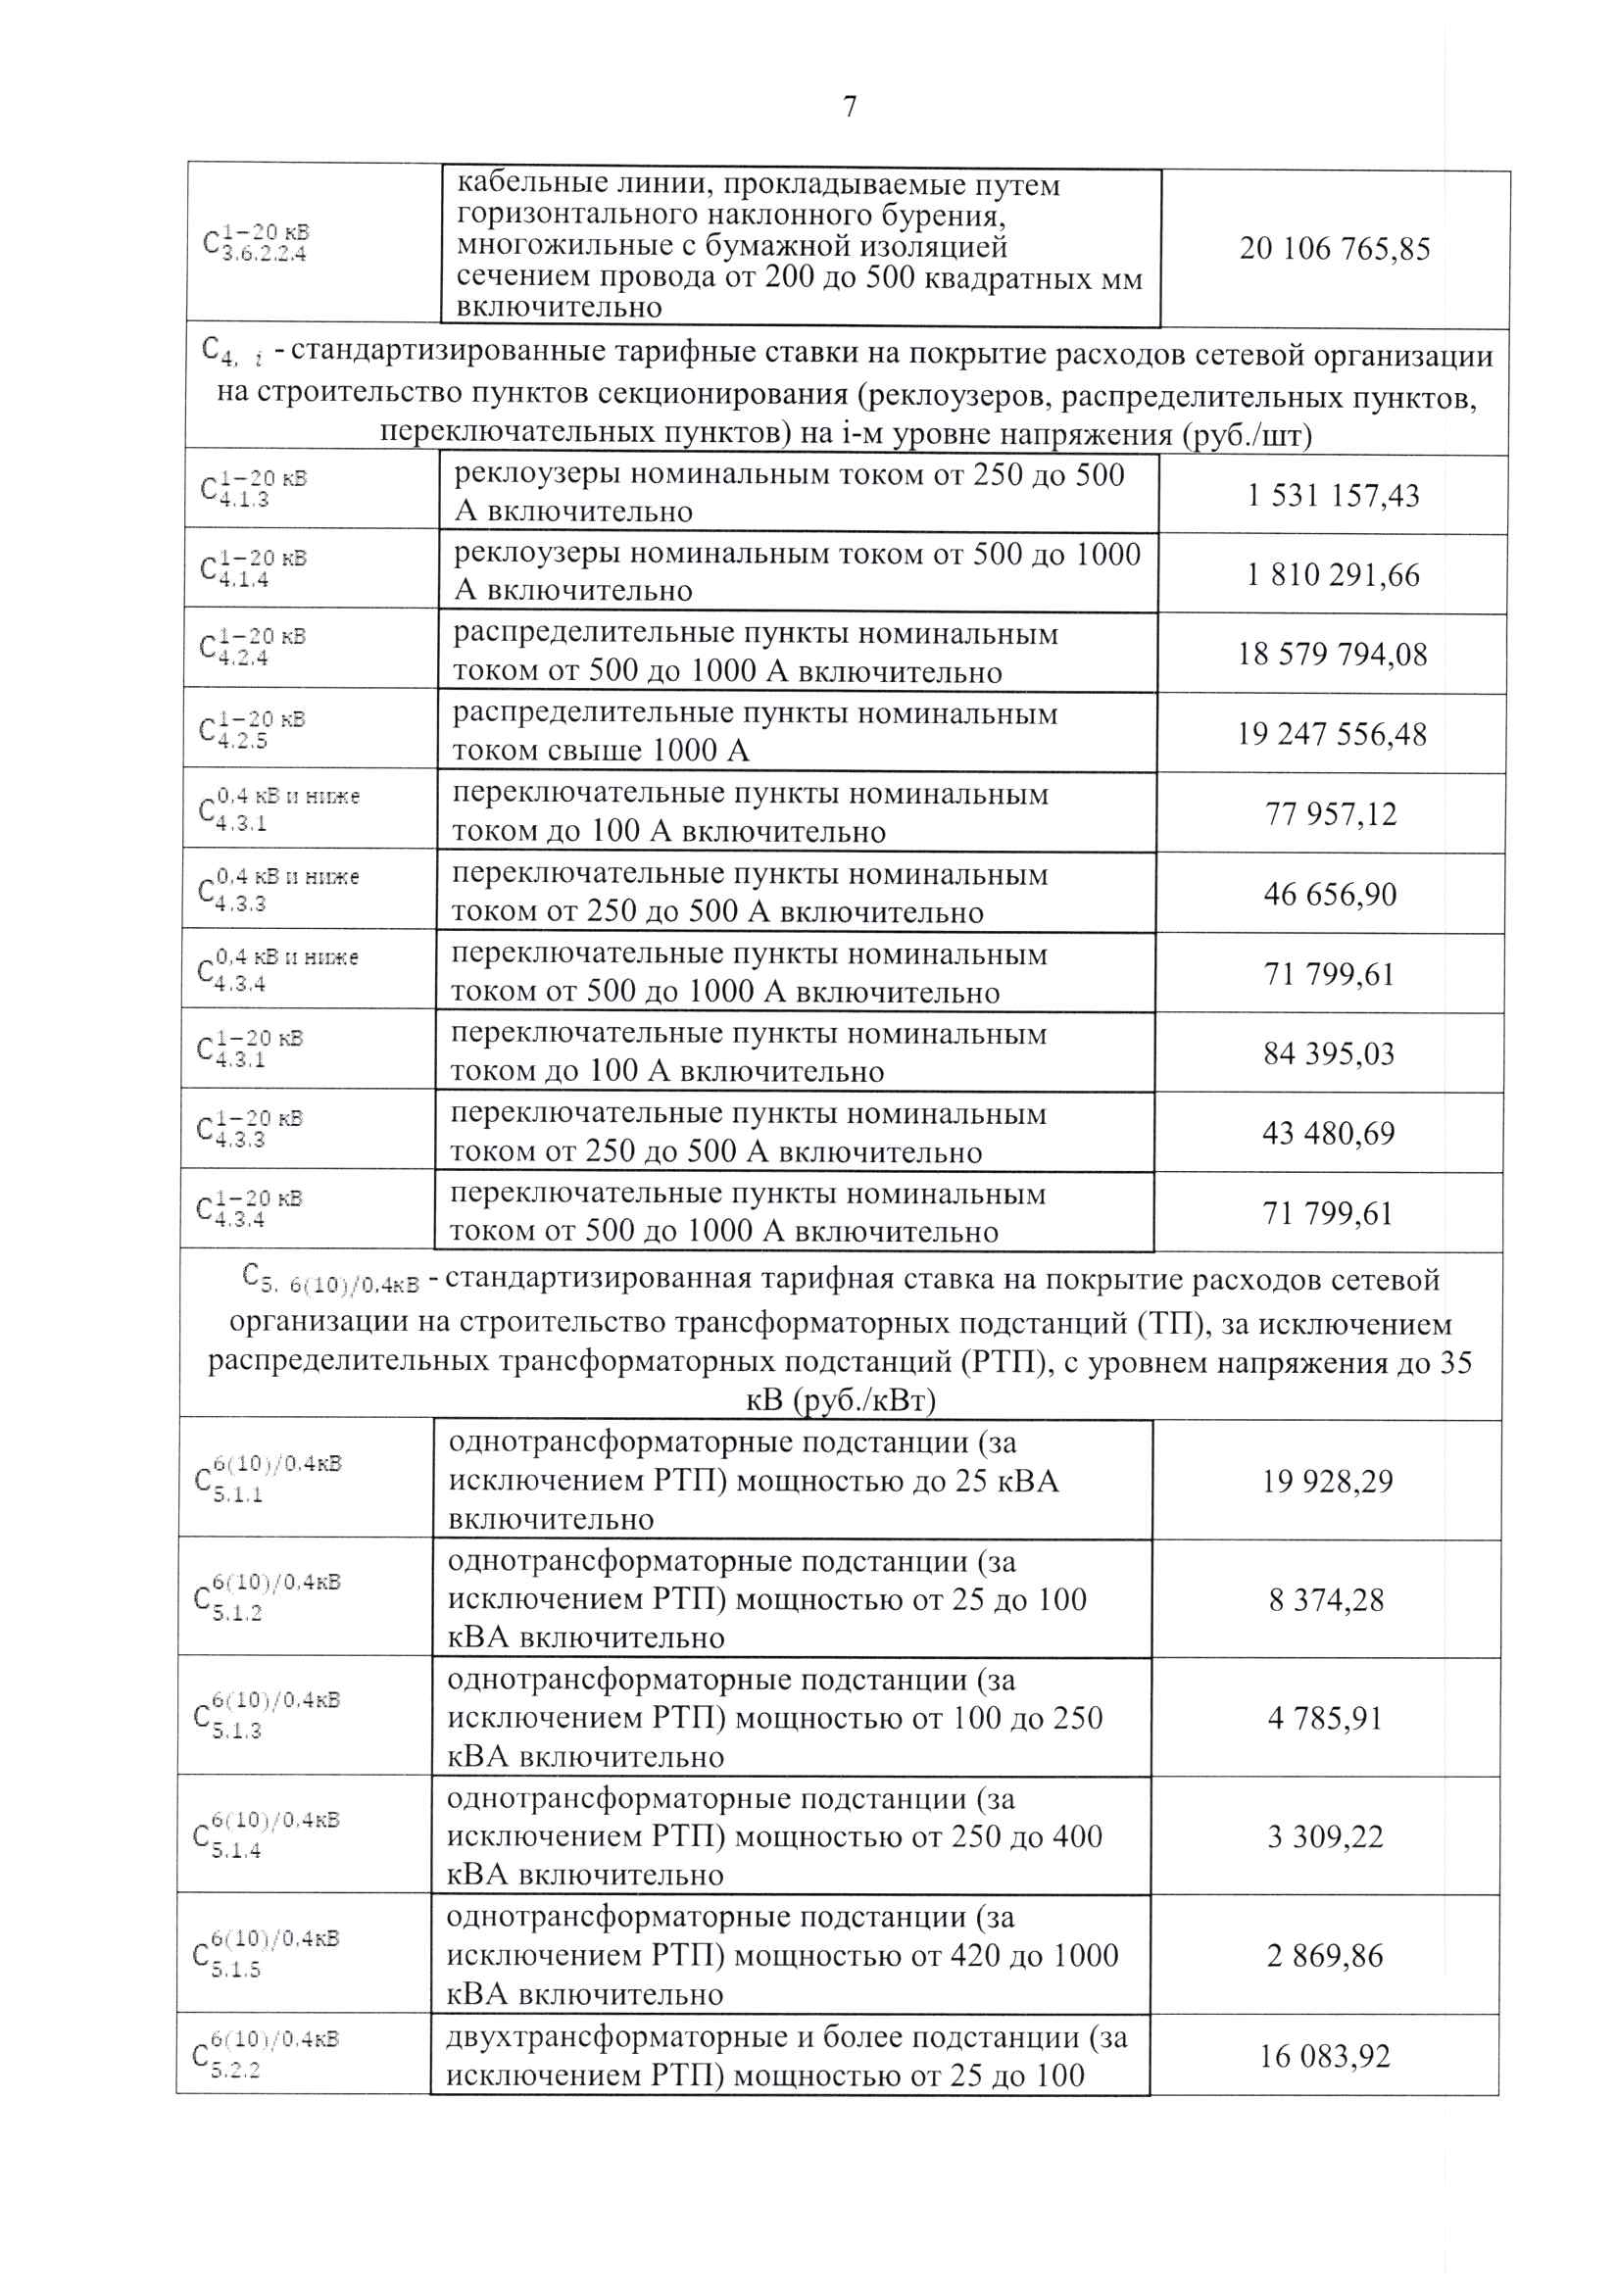 7
C 1-20 кВ 3.6.2.2.4
кабельные линии, прокладываемые путем
горизонтального наклонного бурения,
многожильные с бумажной изоляцией
сечением провода от 200 до 500 квадратных мм
включительно
20 106 765,85
C4, i - стандартизированные тарифные ставки на покрытие расходов сетевой организации
на строительство пунктов секционирования (реклоузеров, распределительных пунктов,
переключательных пунктов) на i-м уровне напряжения (руб./шт)
C 1-20 кВ 4.1.3
реклоузеры номинальным током от 250 до 500
А включительно
1 531 157,43
C 1-20 кВ 4.1.4
реклоузеры номинальным током от 500 до 1000
А включительно
1 810 291,66
C 1-20 кВ 4.2.4
распределительные пункты номинальным
током от 500 до 1000 А включительно
18 579 794,08
C 1-20 кВ 4.2.5
распределительные пункты номинальным
током свыше 1000 А
19 247 556,48
C 0,4 кВ и ниже 4.3.1
переключательные пункты номинальным
током до 100 А включительно
77 957,12
C 0,4 кВ и ниже 4.3.3
переключательные пункты номинальным
током от 250 до 500 А включительно
46 656,90
C 0,4 кВ и ниже 4.3.4
переключательные пункты номинальным
током от 500 до 1000 А включительно
71 799,61
C 1-20 кВ 4.3.1
переключательные пункты номинальным
током до 100 А включительно
84 395,03
C 1-20 кВ 4.3.3
переключательные пункты номинальным
током от 250 до 500 А включительно
43 480,69
C 1-20 кВ 4.3.4
переключательные пункты номинальным
током от 500 до 1000 А включительно
71 799,61
C5, 6(10)/0,4кВ - стандартизированная тарифная ставка на покрытие расходов сетевой
организации на строительство трансформаторных подстанций (ТП), за исключением
распределительных трансформаторных подстанций (РТП), с уровнем напряжения до 35
кВ (руб./кВт)
C 6(10)/0,4кВ 5.1.1
однотрансформаторные подстанции (за
исключением РТП) мощностью до 25 кВА
включительно
19 928,29
C 6(10)/0,4кВ 5.1.2
однотрансформаторные подстанции (за
исключением РТП) мощностью от 25 до 100
кВА включительно
8 374,28
C 6(10)/0,4кВ 5.1.3
однотрансформаторные подстанции (за
исключением РТП) мощностью от 100 до 250
кВА включительно
4 785,91
C 6(10)/0,4кВ 5.1.4
однотрансформаторные подстанции (за
исключением РТП) мощностью от 250 до 400
кВА включительно
3 309,22
C 6(10)/0,4кВ 5.1.5
однотрансформаторные подстанции (за
исключением РТП) мощностью от 420 до 1000
кВА включительно
2 869,86
C 6(10)/0,4кВ 5.2.2
двухтрансформаторные и более подстанции (за
исключением РТП) мощностью от 25 до 100
16 083,92